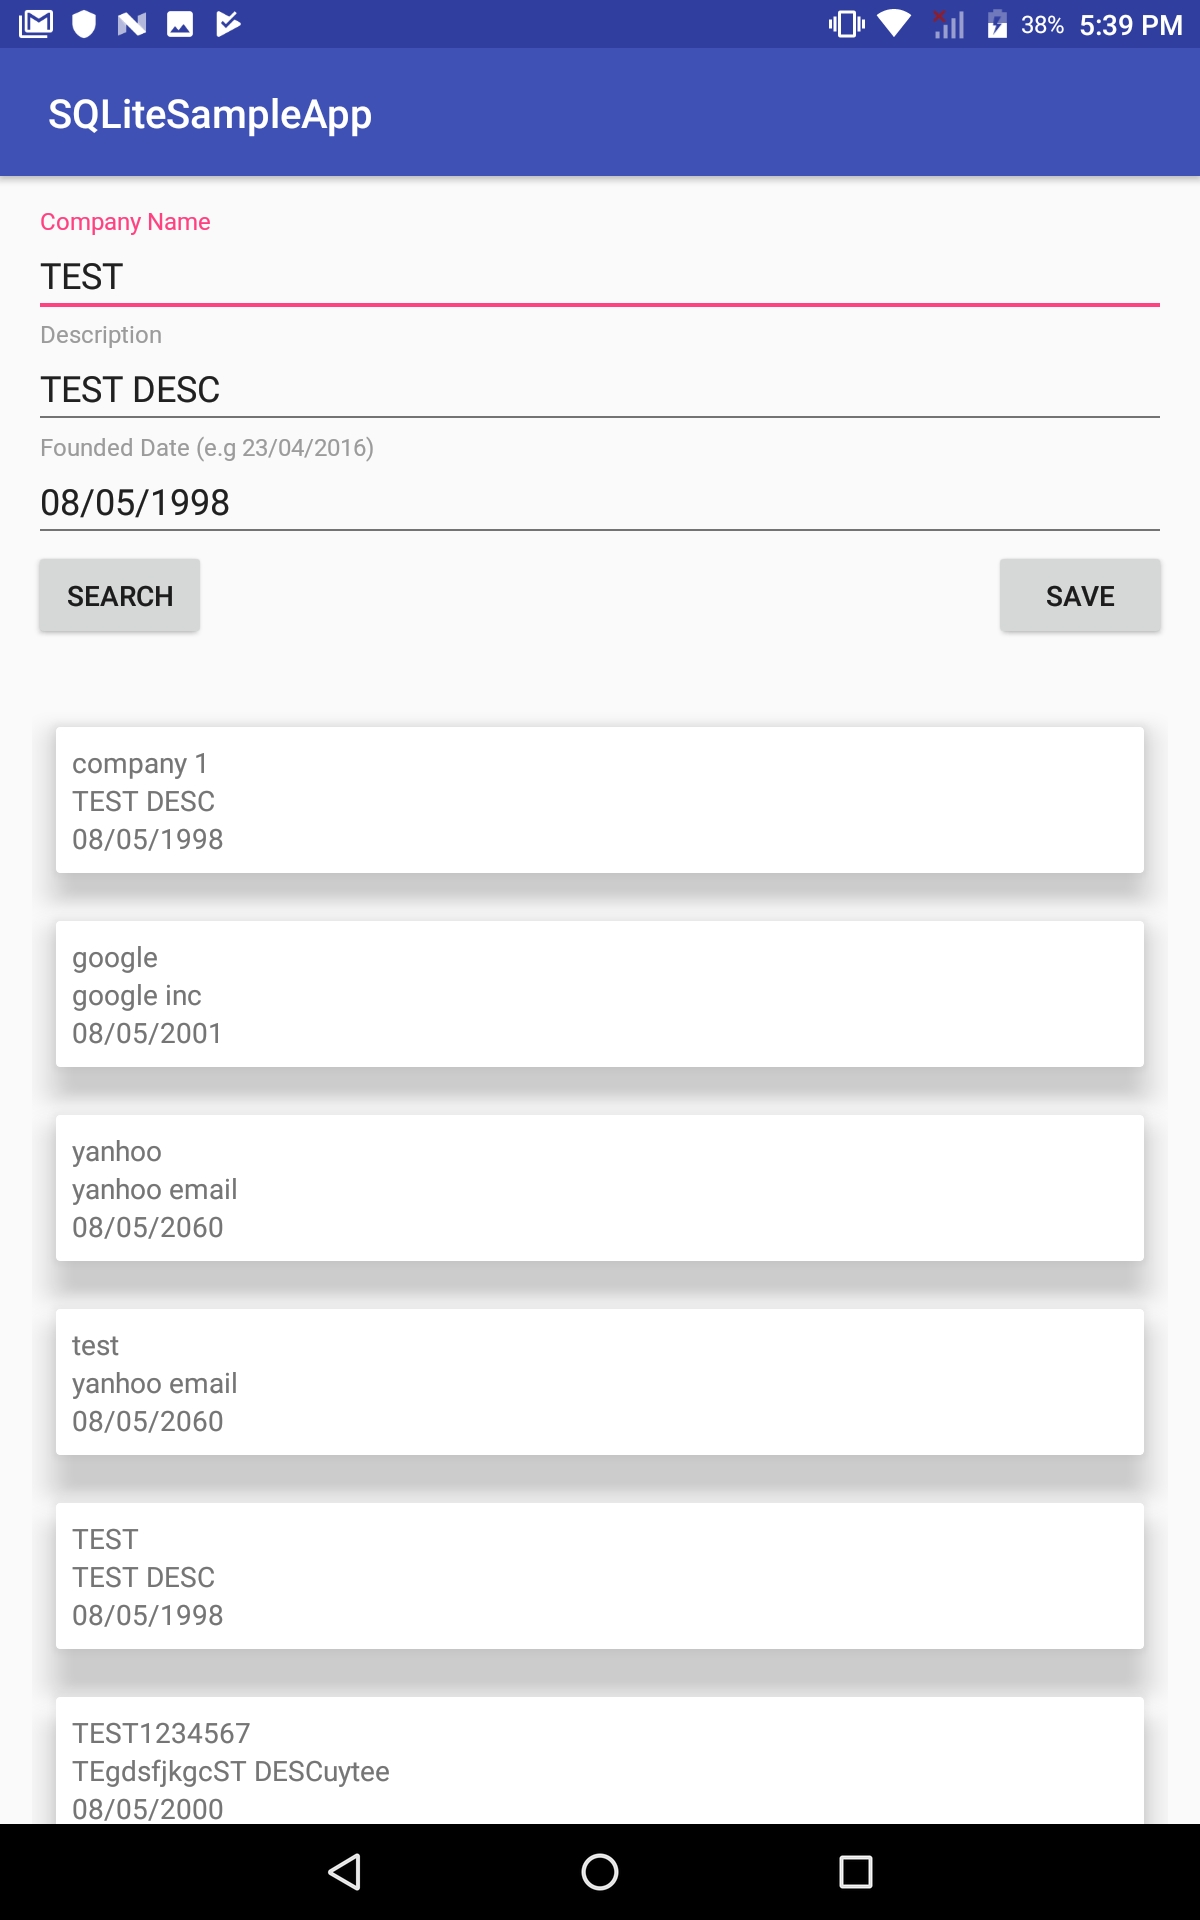 38% 5:39 PM
SQLiteSampleApp
Company Name
TEST
Description
TEST DESC
Founded Date (e.g 23/04/2016)
08/05/1998
SEARCH SAVE
company 1
TEST DESC
08/05/1998
google
google inc
08/05/2001
yanhoo
yanhoo email
08/05/2060
test
yanhoo email
08/05/2060
TEST
TEST DESC
08/05/1998
TEST1234567
TEgdsfjkgcST DESCuytee
08/05/2000